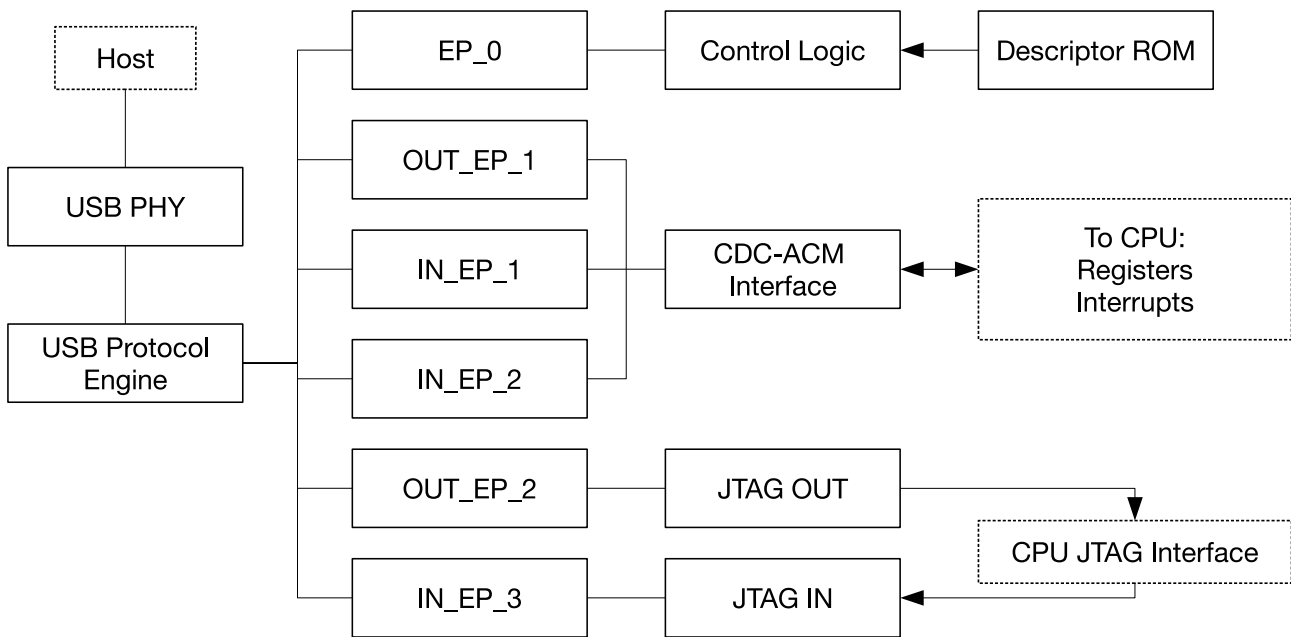 Host
USB PHY
USB Protocol
Engine
EP_0
Control Logic
Descriptor ROM
OUT_EP_1
IN_EP_1
IN_EP_2
CDC-ACM
Interface
To CPU:
Registers
Interrupts
OUT_EP_2
JTAG OUT
CPU JTAG Interface
IN_EP_3
JTAG IN